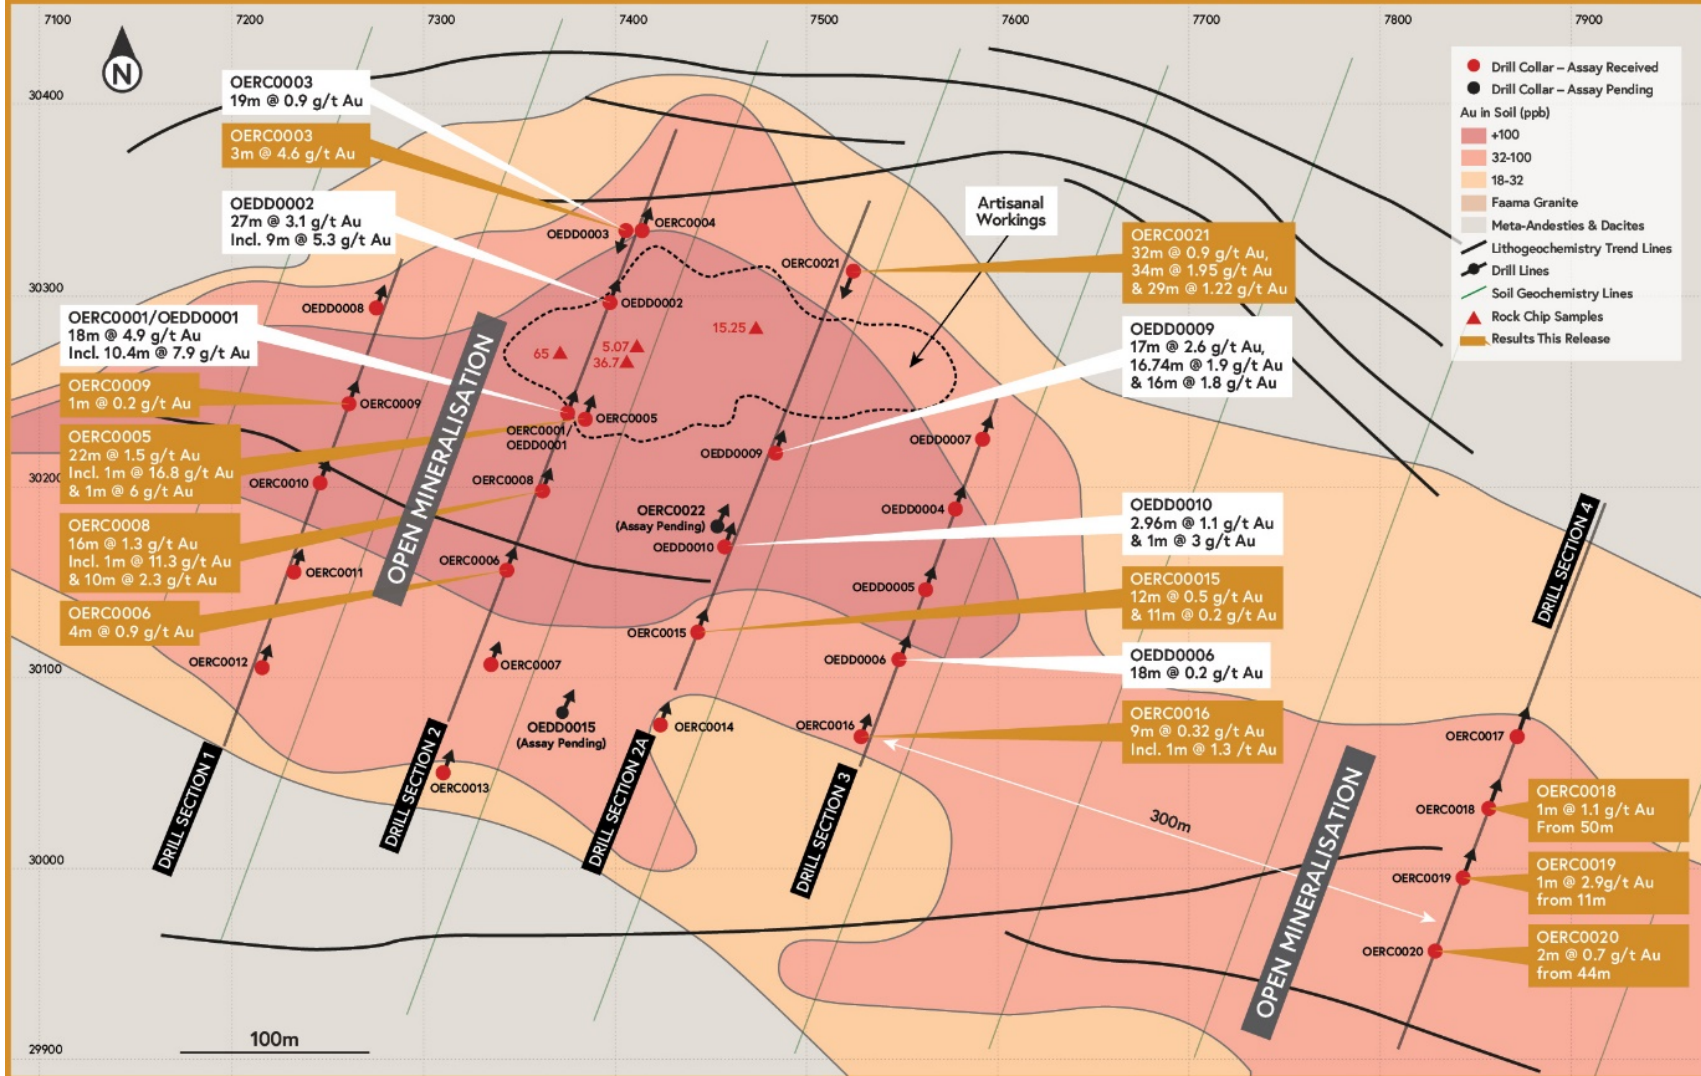 7100
7200
7300
7400
7500
7600
7700
7800
7900
30400
30300
30200
30100
30000
29900
N
OERC0003
19m @ 0.9 g/t Au
OERC0003
3m @ 4.6 g/t Au
OEDD0002
27m @ 3.1 g/t Au
Incl. 9m @ 5.3 g/t Au
OERC0001/OEDD0001
18m @ 4.9 g/t Au
Incl. 10.4m @ 7.9 g/t Au
OERC0009
1m @ 0.2 g/t Au
OERC0005
22m @ 1.5 g/t Au
Incl. 1m @ 16.8 g/t Au
& 1m @ 6 g/t Au
OERC0008
16m @ 1.3 g/t Au
Incl. 1m @ 11.3 g/t Au
& 10m @ 2.3 g/t Au
OERC0006
4m @ 0.9 g/t Au
OEDD0003
OERC0004
OEDD0008
OEDD0002
OERC0021
Artisanal
Workings
15.25
65
5.07
36.7
OERC0009
OERC0001/
OEDD0001
OERC0005
OEDD0009
OEDD0007
OERC0010
OERC0008
OERC0022
(Assay Pending)
OEDD0010
OEDD0004
OERC0011
OERC0006
OEDD0005
OERC0015
OERC0012
OERC0007
OEDD0006
OEDD0015
(Assay Pending)
OERC0014
OERC0016
OERC0013
OERC0017
OERC0018
OERC0019
OERC0020
OPEN MINERALISATION
OPEN MINERALISATION
DRILL SECTION 1
DRILL SECTION 2
DRILL SECTION 2A
DRILL SECTION 3
DRILL SECTION 4
300m
100m
OERC0021
32m @ 0.9 g/t Au,
34m @ 1.95 g/t Au
& 29m @ 1.22 g/t Au
OEDD0009
17m @ 2.6 g/t Au,
16.74m @ 1.9 g/t Au
& 16m @ 1.8 g/t Au
OEDD0010
2.96m @ 1.1 g/t Au
& 1m @ 3 g/t Au
OERC00015
12m @ 0.5 g/t Au
& 11m @ 0.2 g/t Au
OEDD0006
18m @ 0.2 g/t Au
OERC0016
9m @ 0.32 g/t Au
Incl. 1m @ 1.3 /t Au
OERC0018
1m @ 1.1 g/t Au
From 50m
OERC0019
1m @ 2.9g/t Au
from 11m
OERC0020
2m @ 0.7 g/t Au
from 44m
Drill Collar – Assay Received
Drill Collar – Assay Pending
Au in Soil (ppb)
+100
32-100
18-32
Faama Granite
Meta-Andesties & Dacites
Lithogeochemistry Trend Lines
Drill Lines
Soil Geochemistry Lines
Rock Chip Samples
Results This Release